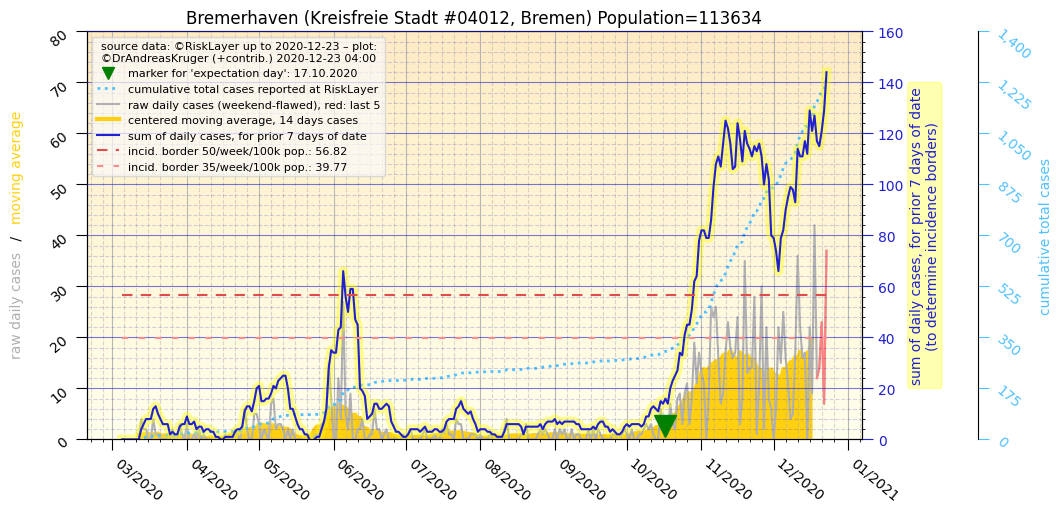 Bremerhaven (Kreisfreie Stadt #04012, Bremen) Population=113634
source data: ©RiskLayer up to 2020-12-23 – plot:
©DrAndreasKruger (+contrib.) 2020-12-23 04:00
marker for 'expectation day': 17.10.2020
cumulative total cases reported at RiskLayer
raw daily cases (weekend-flawed), red: last 5
centered moving average, 14 days cases
sum of daily cases, for prior 7 days of date
incid. border 50/week/100k pop.: 56.82
incid. border 35/week/100k pop.: 39.77
raw daily cases / moving average
80
70
60
50
40
30
20
10
0
03/2020
04/2020
05/2020
06/2020
07/2020
08/2020
09/2020
10/2020
11/2020
12/2020
01/2021
160
140
120
100
80
60
40
20
0
sum of daily cases, for prior 7 days of date
(to determine incidence borders)
1,400
1,225
1,050
875
700
525
350
175
0
cumulative total cases